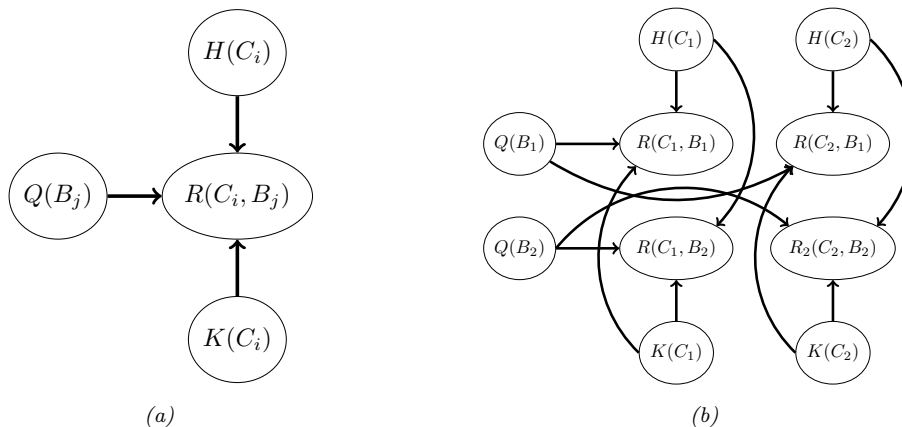 H(C_i)
Q(B_j)
R(C_i, B_j)
K(C_i)
(a)
H(C_1)
H(C_2)
Q(B_1)
R(C_1, B_1)
R(C_2, B_1)
Q(B_2)
R(C_1, B_2)
R_2(C_2, B_2)
K(C_1)
K(C_2)
(b)